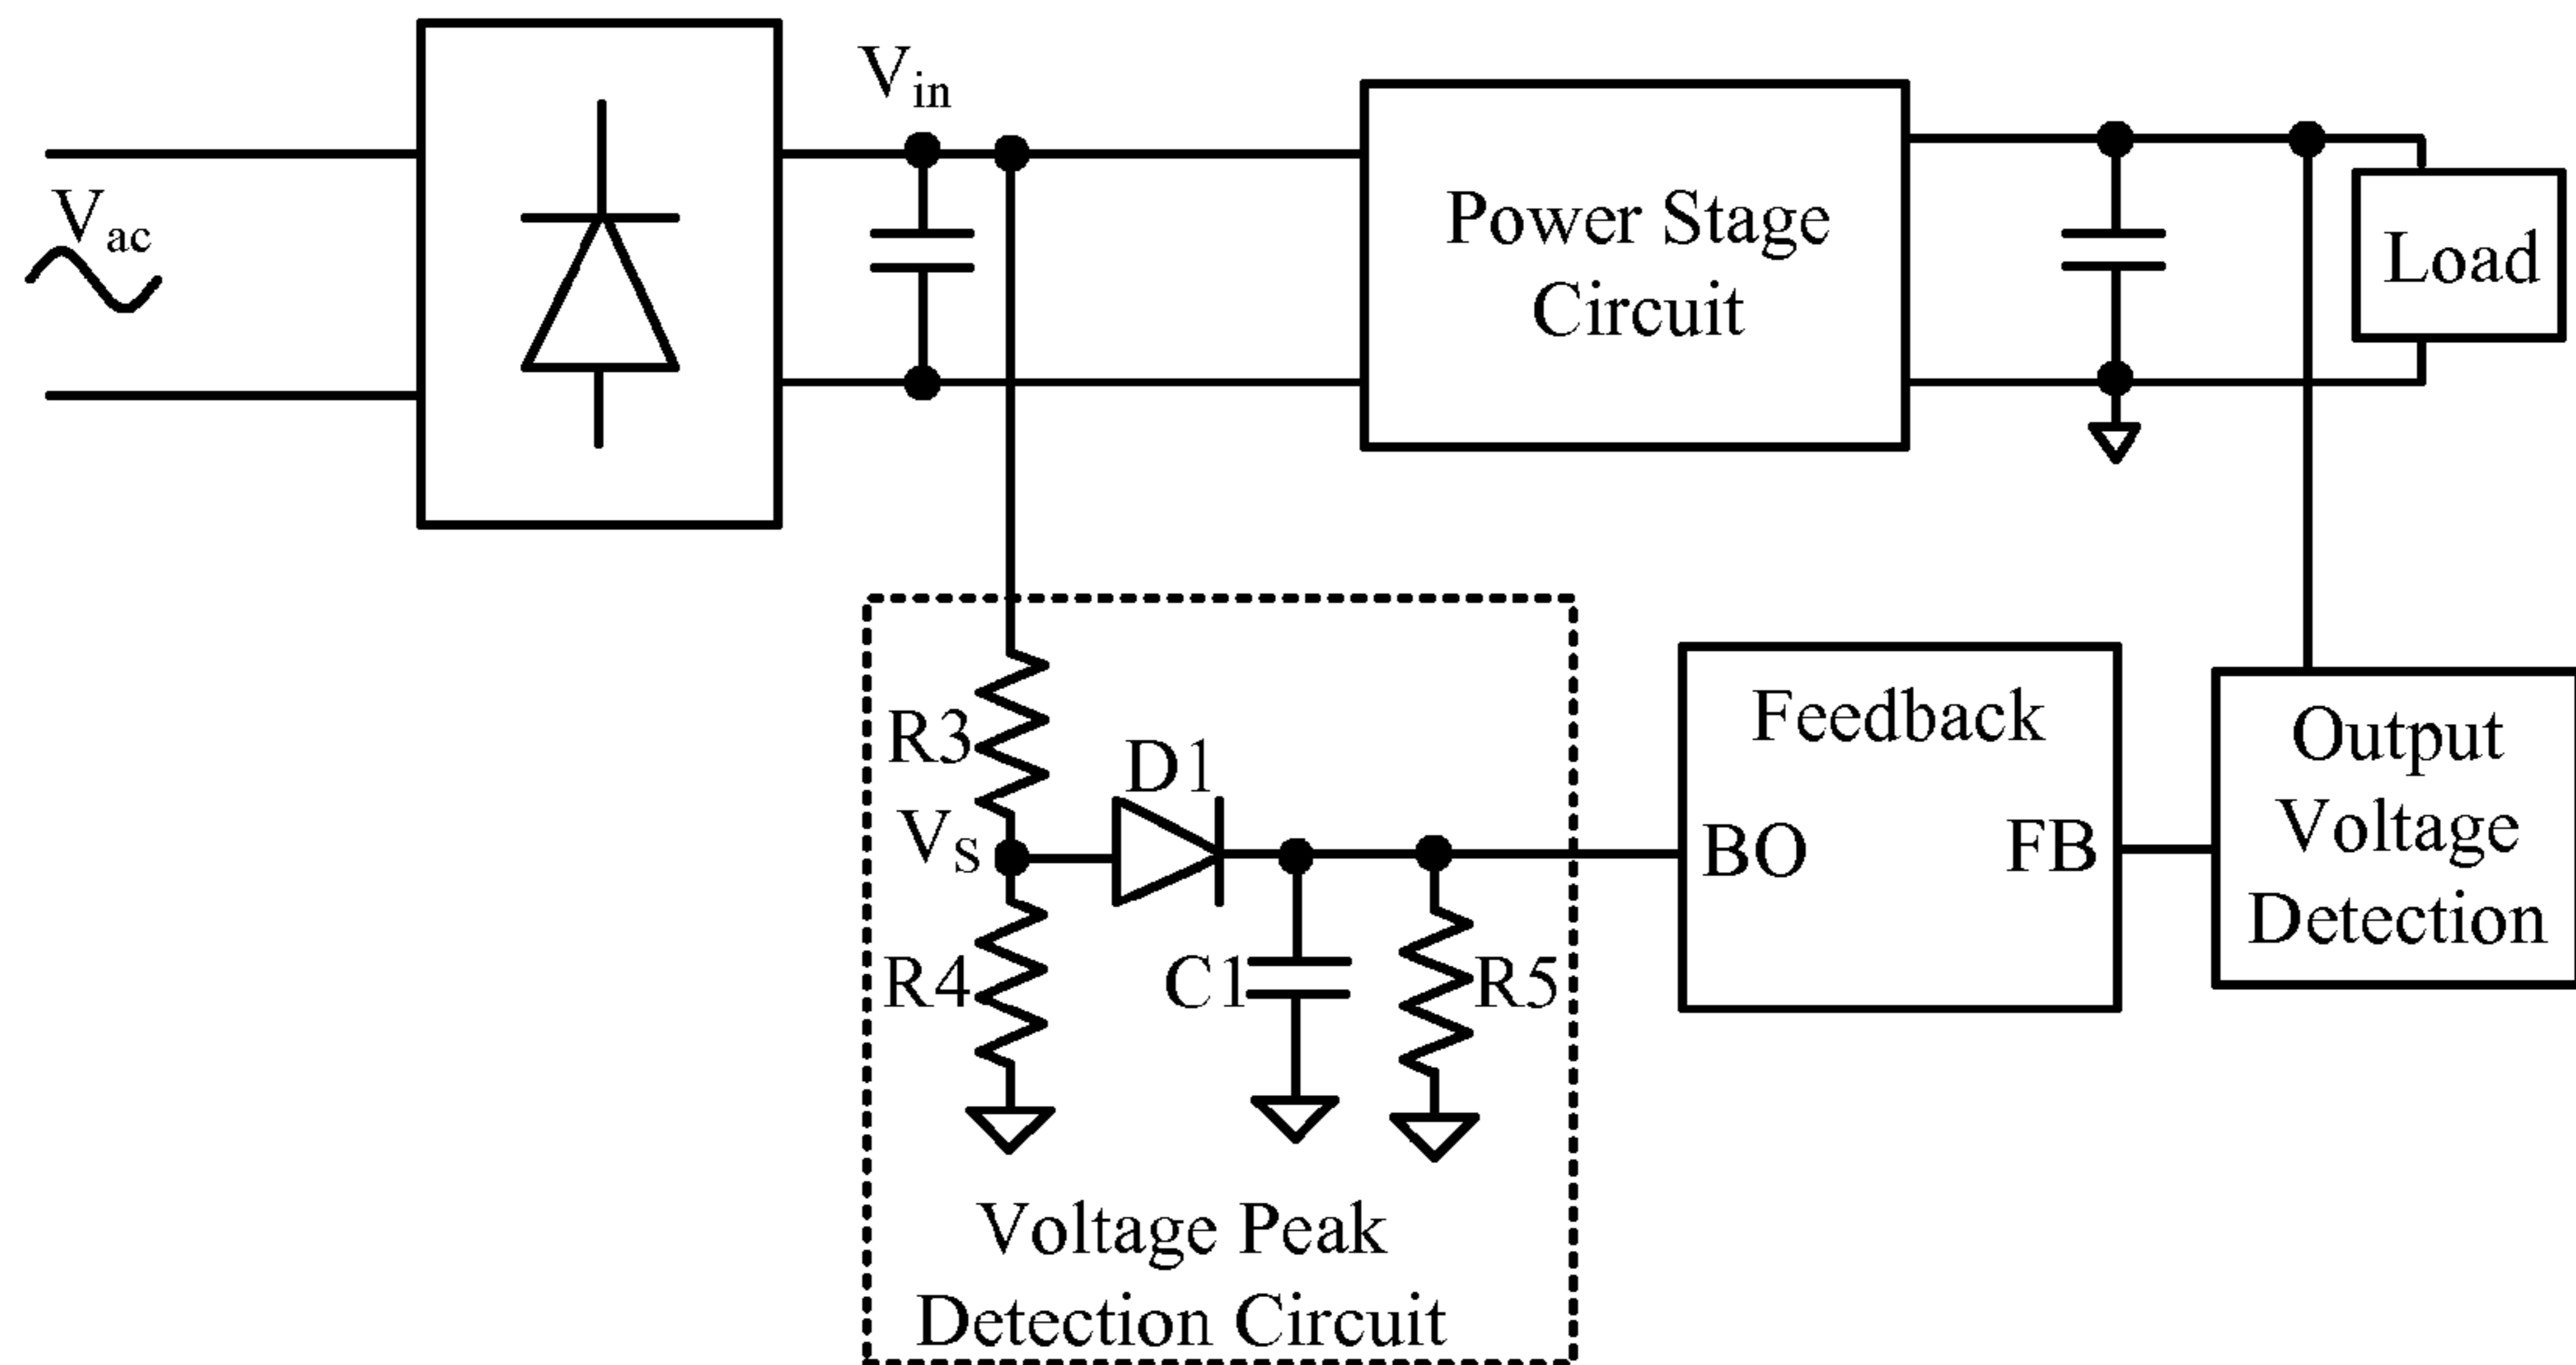 Vin
Vac
Power Stage
Circuit
Load
R3
D1
VS
R4
C1
R5
Feedback
BO
FB
Output
Voltage
Detection
Voltage Peak
Detection Circuit